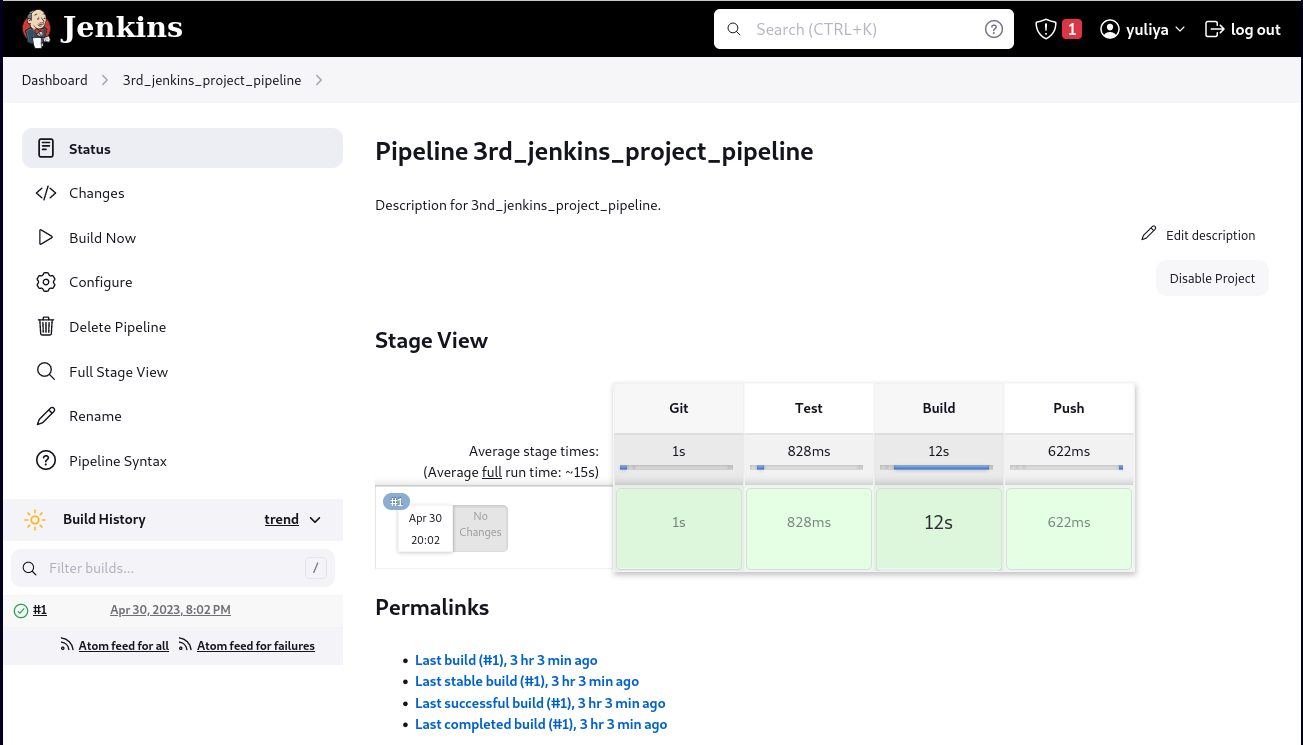 Jenkins
Search (CTRL+K)
1
yuliya
log out
Dashboard
3rd_jenkins_project_pipeline
Status
Changes
Build Now
Configure
Delete Pipeline
Full Stage View
Rename
Pipeline Syntax
Build History
trend
Filter builds...
/
#1
Apr 30, 2023, 8:02 PM
Atom feed for all
Atom feed for failures
Pipeline 3rd_jenkins_project_pipeline
Description for 3nd_jenkins_project_pipeline.
Edit description
Disable Project
Stage View
Git Test Build Push
Average stage times:
(Average full run time: ~15s)
1s 828ms 12s 622ms
#1
Apr 30
20:02
No
Changes
1s 828ms 12s 622ms
Permalinks
Last build (#1), 3 hr 3 min ago
Last stable build (#1), 3 hr 3 min ago
Last successful build (#1), 3 hr 3 min ago
Last completed build (#1), 3 hr 3 min ago